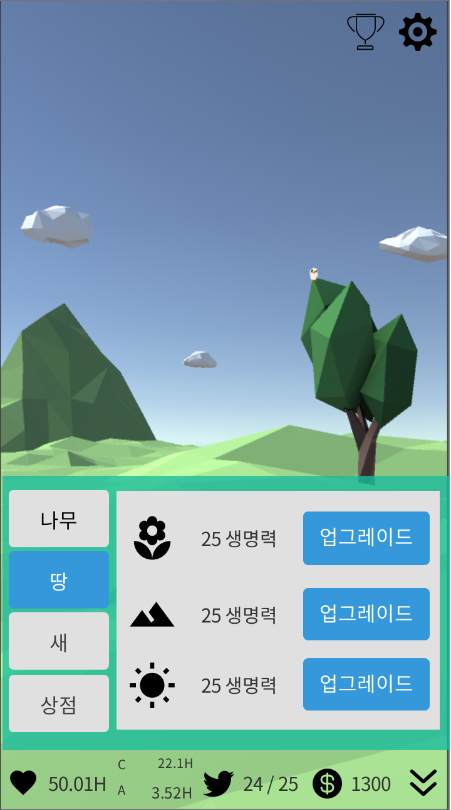 나무
땅
새
상점
25 생명력
업그레이드
25 생명력
업그레이드
25 생명력
업그레이드
50.01H
C 22.1H
A 3.52H
24 / 25
1300